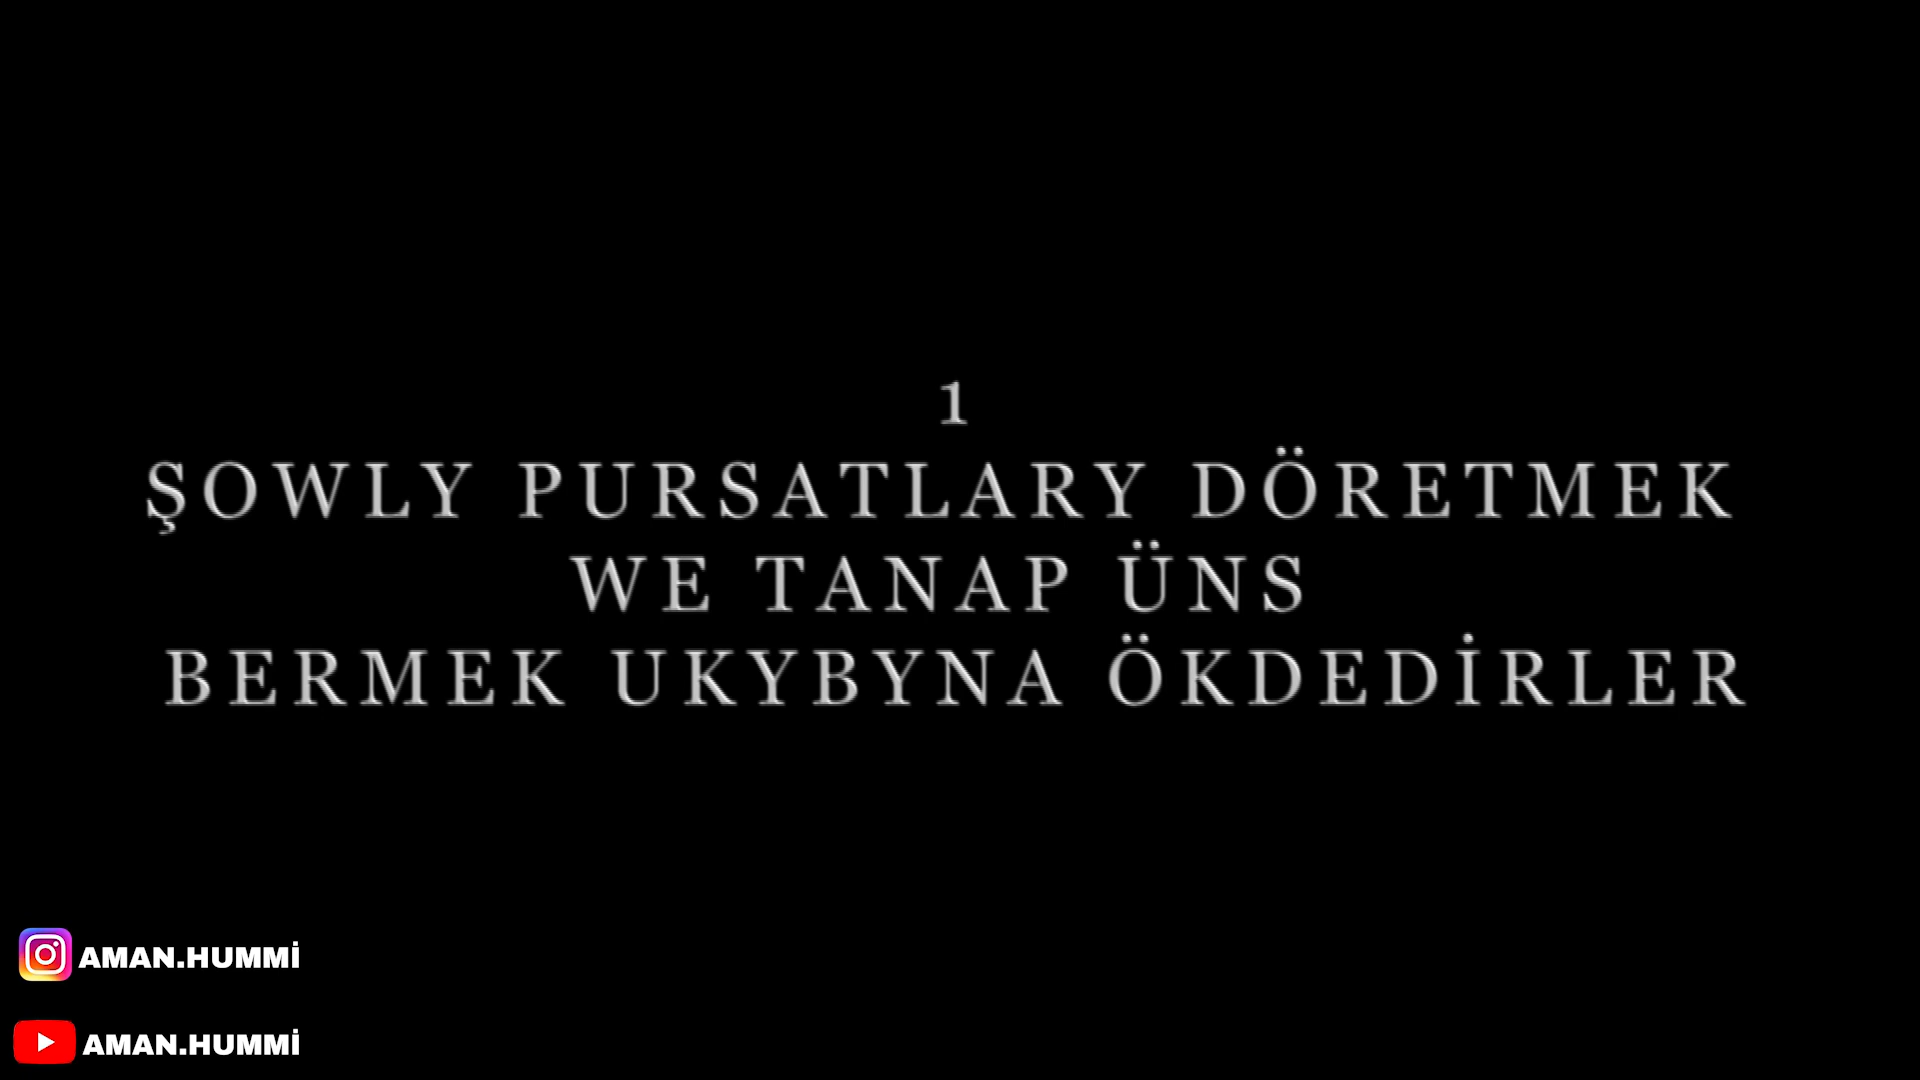 1
ŞOWLY PURSATLARY DÖRETMEK
WE TANAP ÜNS
BERMEK UKYBYNA ÖKDEDİRLER
AMAN.HUMMİ
AMAN.HUMMİ